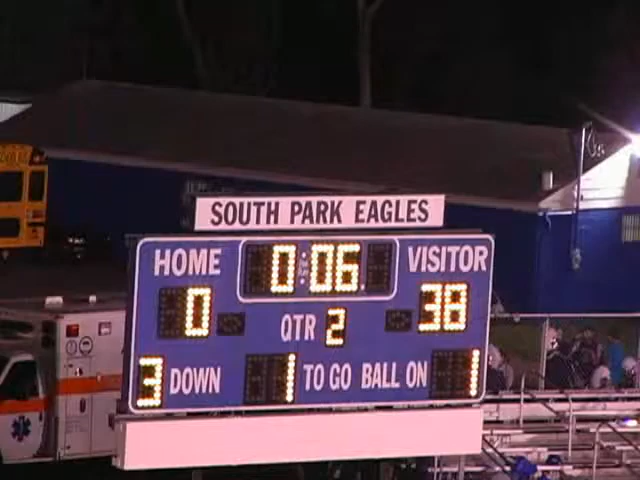 SOUTH PARK EAGLES
HOME 0:06 VISITOR
0 QTR 2 38
3 DOWN 1 TO GO BALL ON 1